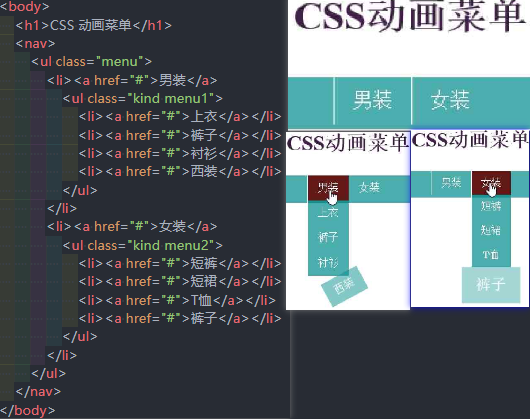 <body>
<h1>CSS 动画菜单</h1>
<nav>
<ul class="menu">
<li><a href="#">男装</a>
<ul class="kind menu1">
<li><a href="#">上衣</a></li>
<li><a href="#">裤子</a></li>
<li><a href="#">衬衫</a></li>
<li><a href="#">西装</a></li>
</ul>
</li>
<li><a href="#">女装</a>
<ul class="kind menu2">
<li><a href="#">短裤</a></li>
<li><a href="#">短裙</a></li>
<li><a href="#">T恤</a></li>
<li><a href="#">裤子</a></li>
</ul>
</li>
</ul>
</nav>
</body>
CSS动画菜单
男装 女装
CSS动画菜单
男装 女装
上衣
裤子
衬衫
西装
CSS动画菜单
男装 女装
短裤
短裙
T恤
裤子